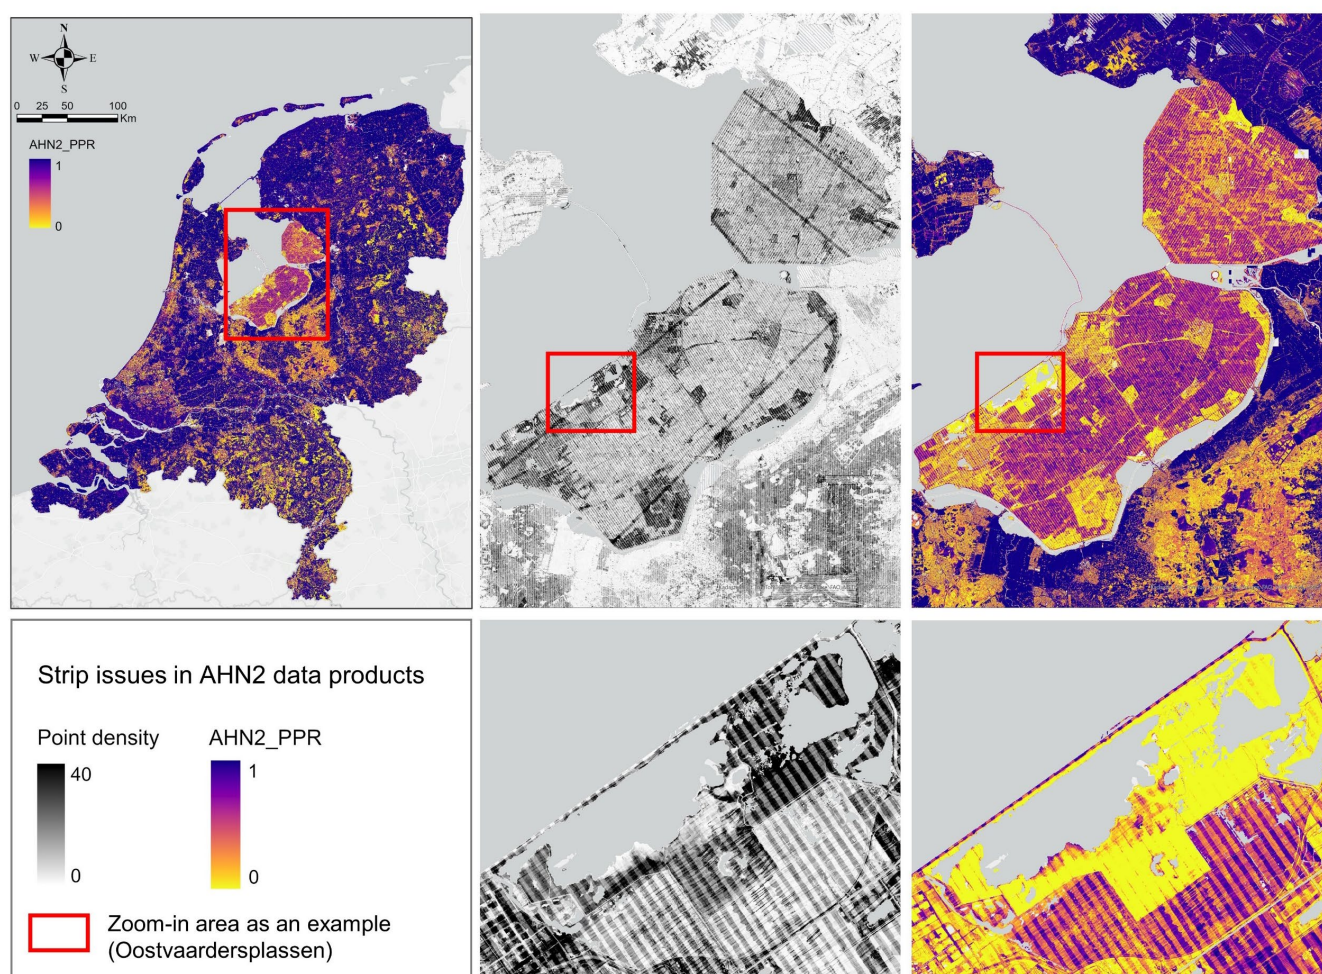 N
W E
S
0 25 50 100
Km
AHN2_PPR
1
0
Strip issues in AHN2 data products
Point density AHN2_PPR
40 1
0 0
Zoom-in area as an example
(Oostvaardersplassen)